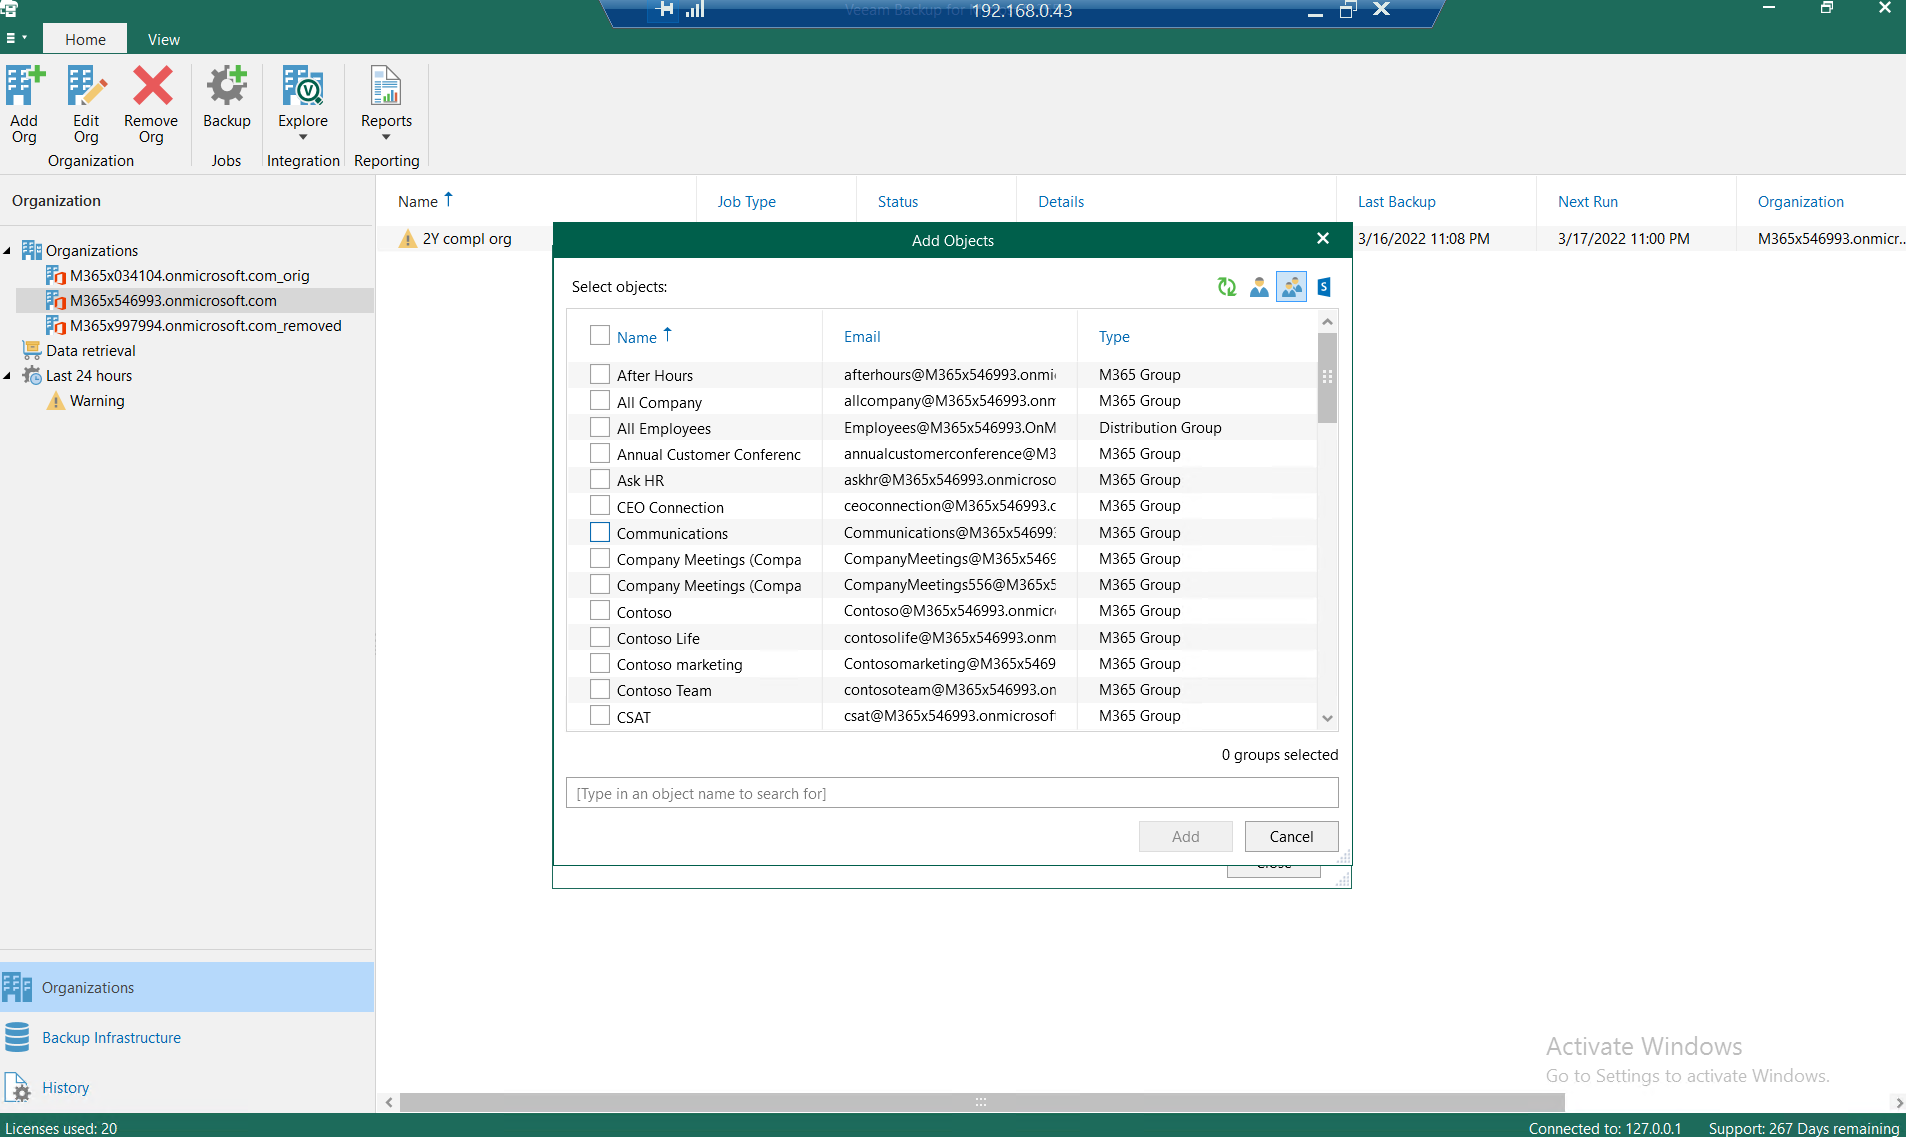 Veeam Backup for
192.168.0.43
Home
View
Add Org
Edit Org
Remove Org
Backup
Explore
Reports
Organization
Jobs
Integration
Reporting
Organization
Organizations
M365x034104.onmicrosoft.com_orig
M365x546993.onmicrosoft.com
M365x997994.onmicrosoft.com_removed
Data retrieval
Last 24 hours
Warning
Name
Job Type
Status
Details
Last Backup
Next Run
Organization
2Y compl org
3/16/2022 11:08 PM
3/17/2022 11:00 PM
M365x546993.onmicr...
Add Objects
Select objects:
S
Name Email Type
After Hours afterhours@M365x546993.onmi M365 Group
All Company allcompany@M365x546993.onm M365 Group
All Employees Employees@M365x546993.OnM Distribution Group
Annual Customer Conferenc annualcustomerconference@M3 M365 Group
Ask HR askhr@M365x546993.onmicroso M365 Group
CEO Connection ceoconnection@M365x546993.c M365 Group
Communications Communications@M365x54699: M365 Group
Company Meetings (Compa CompanyMeetings@M365x5469 M365 Group
Company Meetings (Compa CompanyMeetings556@M365x5 M365 Group
Contoso Contoso@M365x546993.onmicr M365 Group
Contoso Life contosolife@M365x546993.onm M365 Group
Contoso marketing Contosomarketing@M365x5469 M365 Group
Contoso Team contosoteam@M365x546993.on M365 Group
CSAT csat@M365x546993.onmicrosof M365 Group
0 groups selected
[Type in an object name to search for]
Add
Cancel
Close
Organizations
Backup Infrastructure
History
Activate Windows
Go to Settings to activate Windows.
Licenses used: 20
Connected to: 127.0.0.1
Support: 267 Days remaining